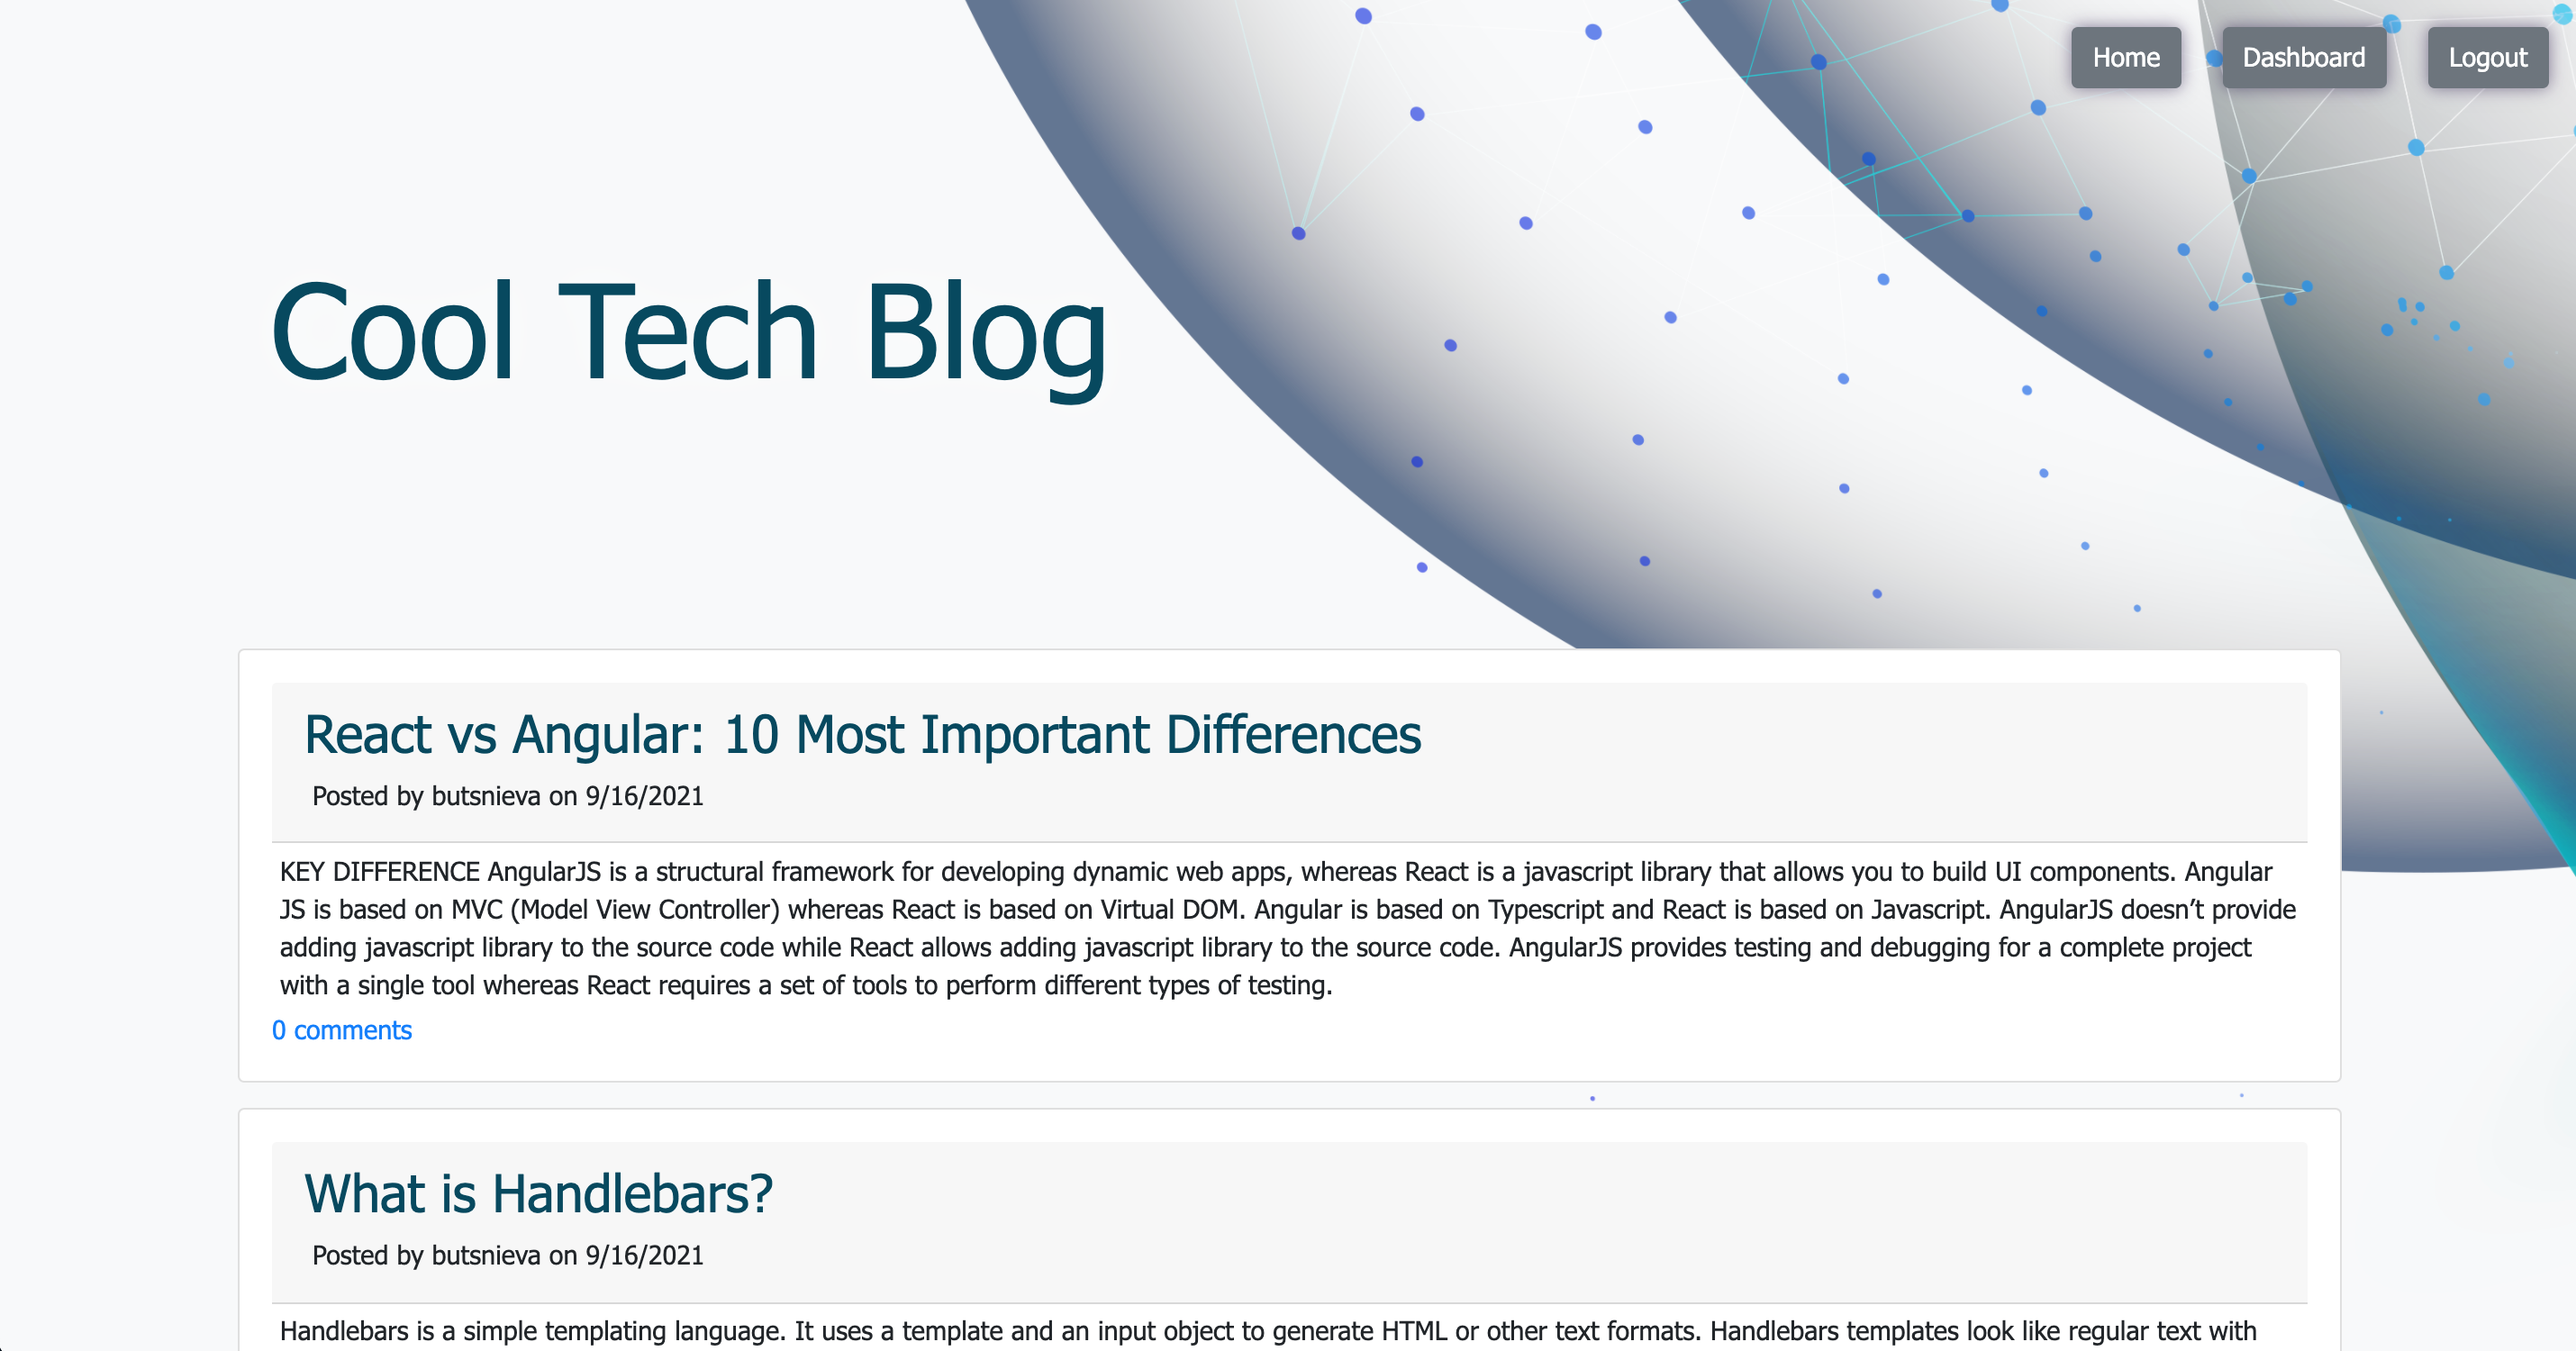 Home Dashboard Logout
Cool Tech Blog
React vs Angular: 10 Most Important Differences
Posted by butsnieva on 9/16/2021
KEY DIFFERENCE AngularJS is a structural framework for developing dynamic web apps, whereas React is a javascript library that allows you to build UI components. Angular
JS is based on MVC (Model View Controller) whereas React is based on Virtual DOM. Angular is based on Typescript and React is based on Javascript. AngularJS doesn’t provide
adding javascript library to the source code while React allows adding javascript library to the source code. AngularJS provides testing and debugging for a complete project
with a single tool whereas React requires a set of tools to perform different types of testing.
0 comments
What is Handlebars?
Posted by butsnieva on 9/16/2021
Handlebars is a simple templating language. It uses a template and an input object to generate HTML or other text formats. Handlebars templates look like regular text with